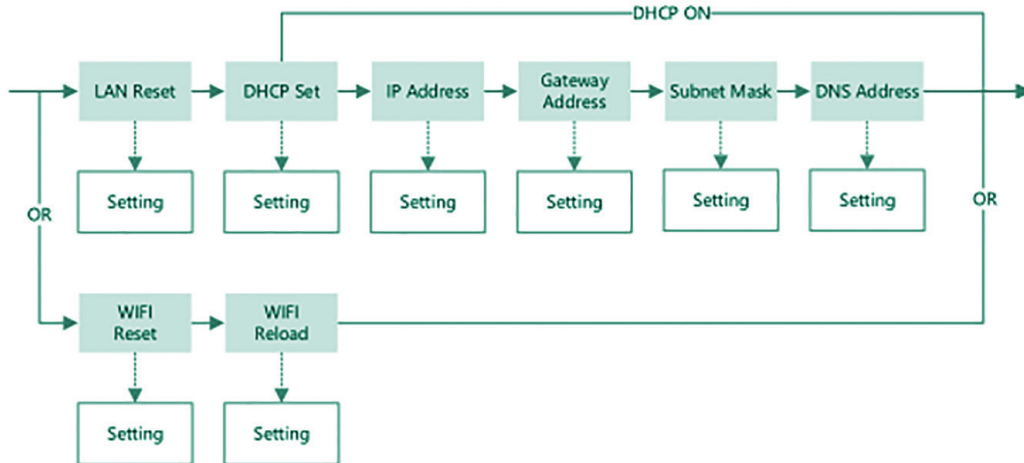 DHCP ON
LAN Reset
DHCP Set
IP Address
Gateway
Address
Subnet Mask
DNS Address
Setting
Setting
Setting
Setting
Setting
Setting
OR
OR
WIFI
Reset
WIFI
Reload
Setting
Setting